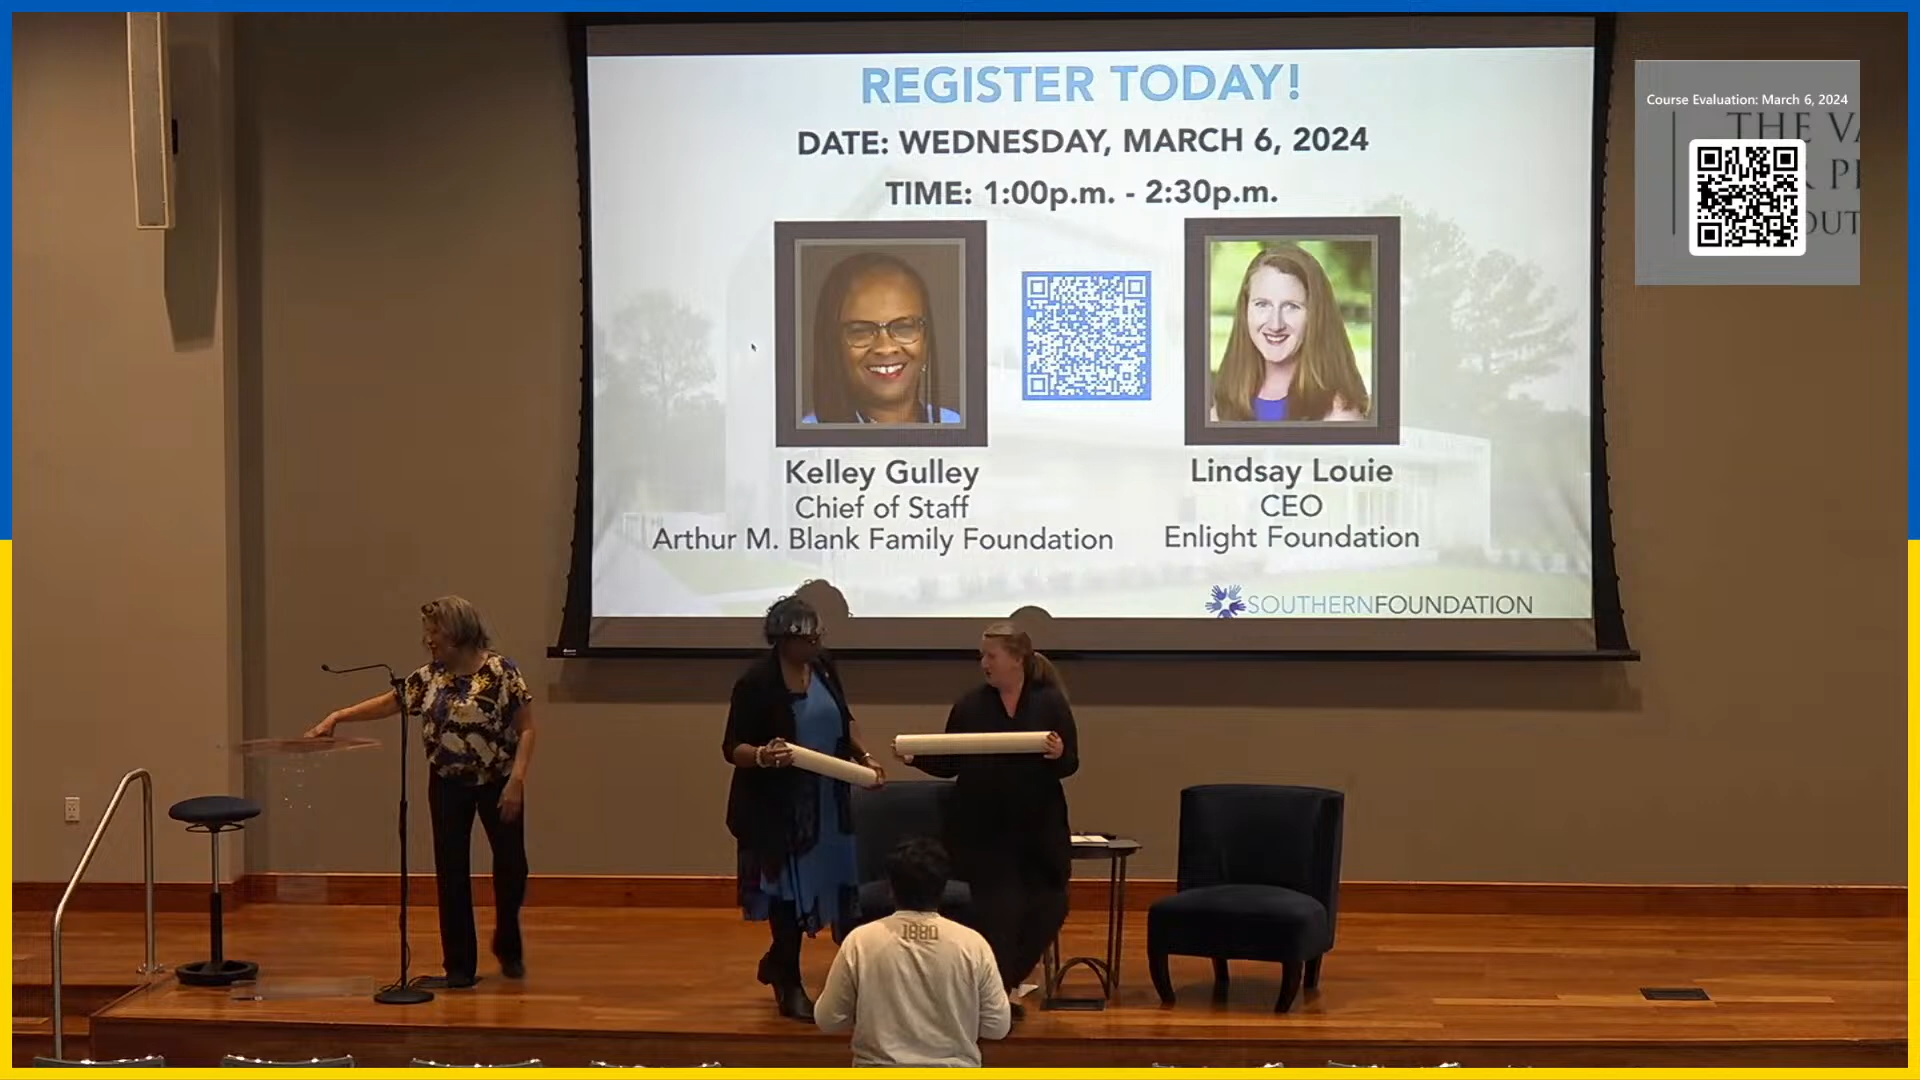 REGISTER TODAY!
DATE: WEDNESDAY, MARCH 6, 2024
TIME: 1:00p.m. - 2:30p.m.
Kelley Gulley
Chief of Staff
Arthur M. Blank Family Foundation
Lindsay Louie
CEO
Enlight Foundation
SOUTHERNFOUNDATION
Course Evaluation: March 6, 2024
THE
1880